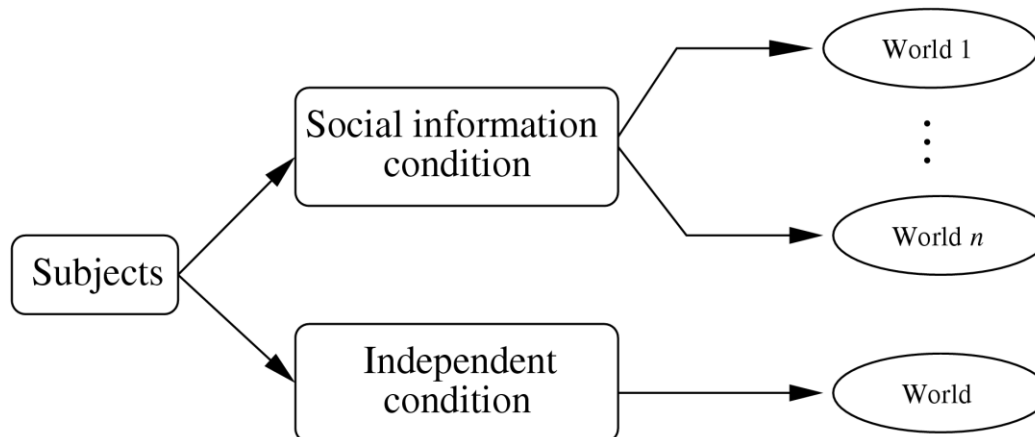 Subjects
Social information
condition
Independent
condition
World 1
World n
World